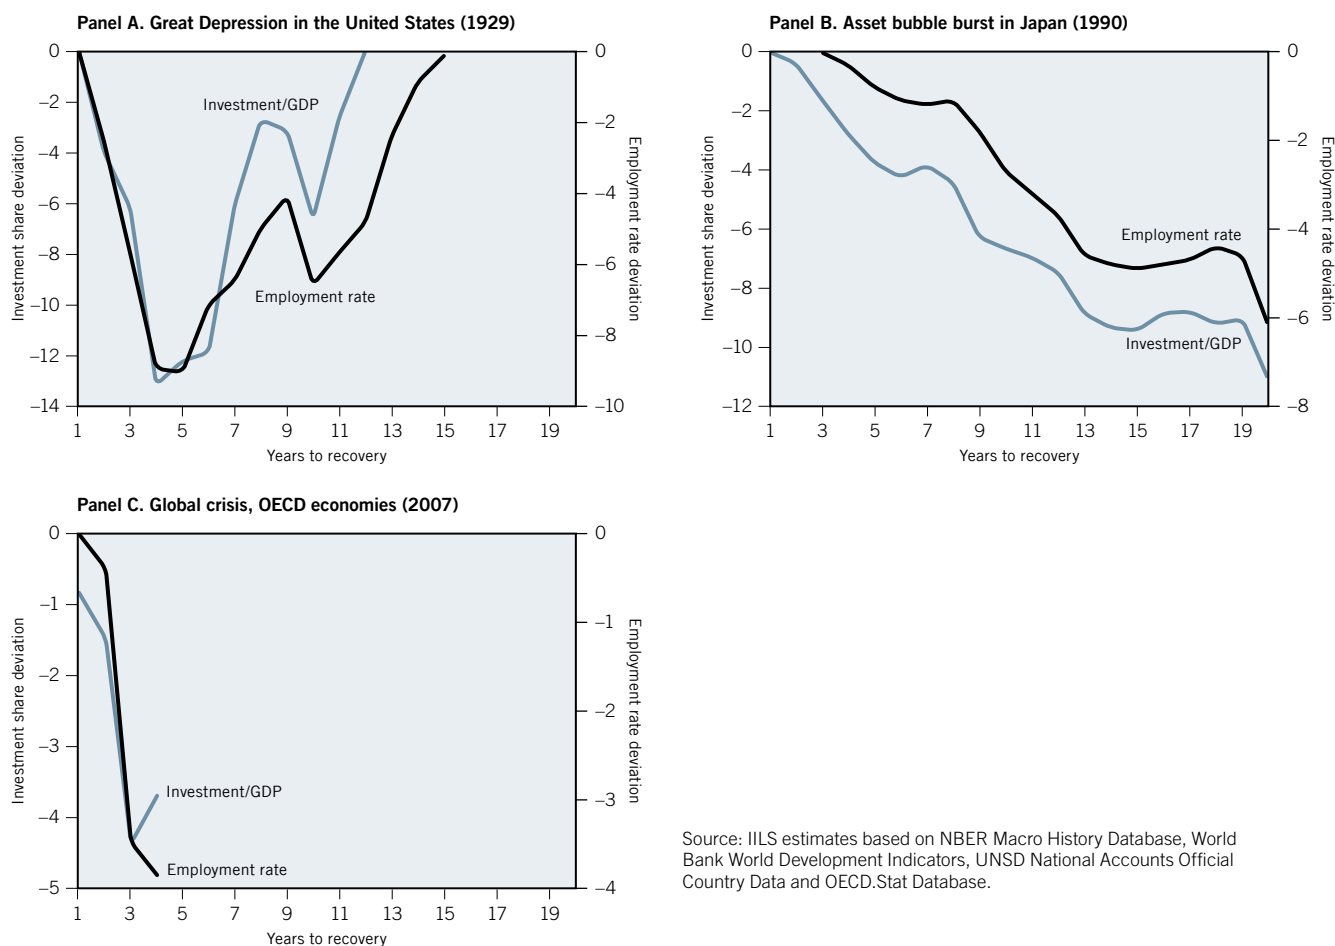 Panel A. Great Depression in the United States (1929)
0
–2
–4
–6
–8
–10
–12
–14
Investment share deviation
0
–2
–4
–6
–8
–10
Employment rate deviation
Investment/GDP
Employment rate
1 3 5 7 9 11 13 15 17 19
Years to recovery
Panel B. Asset bubble burst in Japan (1990)
0
–2
–4
–6
–8
–10
–12
Investment share deviation
0
–2
–4
–6
–8
Employment rate deviation
Employment rate
Investment/GDP
1 3 5 7 9 11 13 15 17 19
Years to recovery
Panel C. Global crisis, OECD economies (2007)
0
–1
–2
–3
–4
–5
Investment share deviation
0
–1
–2
–3
–4
Employment rate deviation
Investment/GDP
Employment rate
1 3 5 7 9 11 13 15 17 19
Years to recovery
Source: IILS estimates based on NBER Macro History Database, World
Bank World Development Indicators, UNSD National Accounts Official
Country Data and OECD.Stat Database.